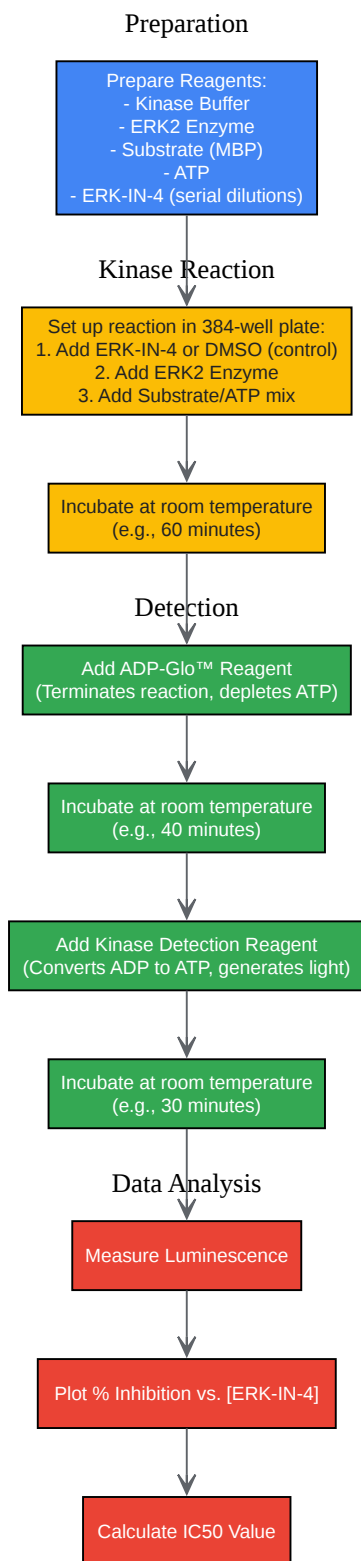 Preparation
Prepare Reagents:
- Kinase Buffer
- ERK2 Enzyme
- Substrate (MBP)
- ATP
- ERK-IN-4 (serial dilutions)
Kinase Reaction
Set up reaction in 384-well plate:
1. Add ERK-IN-4 or DMSO (control)
2. Add ERK2 Enzyme
3. Add Substrate/ATP mix
Incubate at room temperature
(e.g., 60 minutes)
Detection
Add ADP-Glo™ Reagent
(Terminates reaction, depletes ATP)
Incubate at room temperature
(e.g., 40 minutes)
Add Kinase Detection Reagent
(Converts ADP to ATP, generates light)
Incubate at room temperature
(e.g., 30 minutes)
Data Analysis
Measure Luminescence
Plot % Inhibition vs. [ERK-IN-4]
Calculate IC50 Value